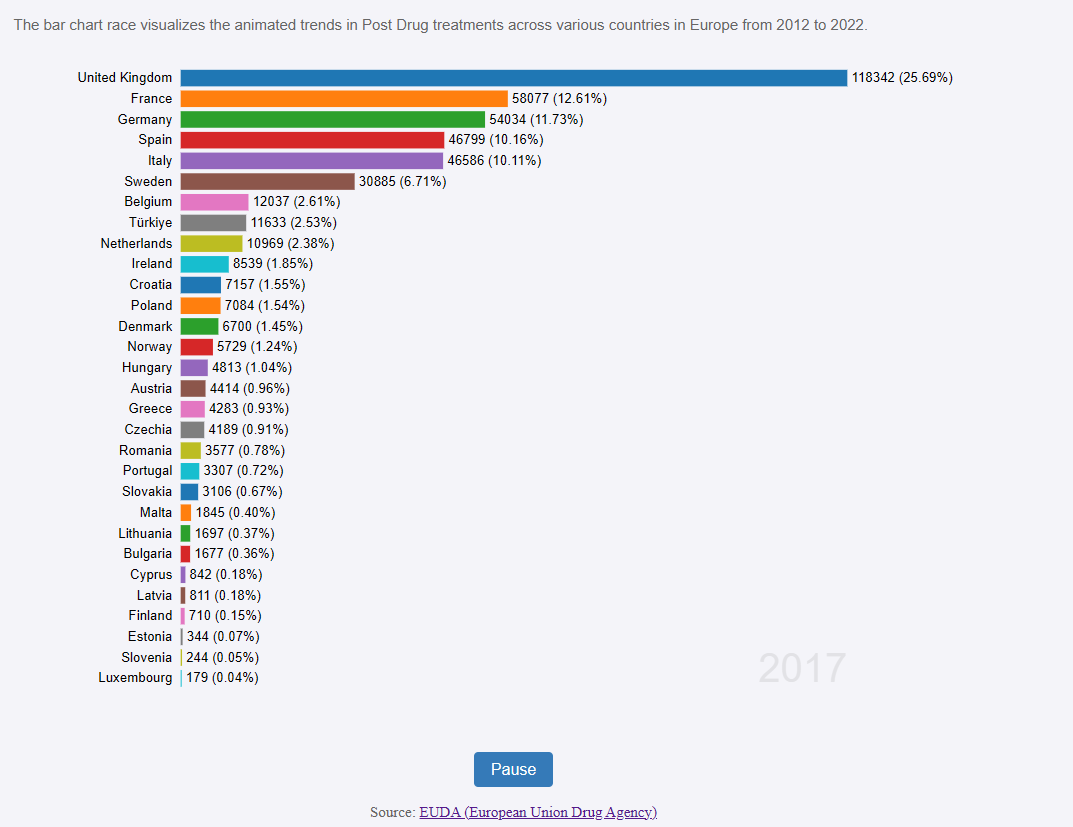 The bar chart race visualizes the animated trends in Post Drug treatments across various countries in Europe from 2012 to 2022.
United Kingdom 118342 (25.69%)
France 58077 (12.61%)
Germany 54034 (11.73%)
Spain 46799 (10.16%)
Italy 46586 (10.11%)
Sweden 30885 (6.71%)
Belgium 12037 (2.61%)
Türkiye 11633 (2.53%)
Netherlands 10969 (2.38%)
Ireland 8539 (1.85%)
Croatia 7157 (1.55%)
Poland 7084 (1.54%)
Denmark 6700 (1.45%)
Norway 5729 (1.24%)
Hungary 4813 (1.04%)
Austria 4414 (0.96%)
Greece 4283 (0.93%)
Czechia 4189 (0.91%)
Romania 3577 (0.78%)
Portugal 3307 (0.72%)
Slovakia 3106 (0.67%)
Malta 1845 (0.40%)
Lithuania 1697 (0.37%)
Bulgaria 1677 (0.36%)
Cyprus 842 (0.18%)
Latvia 811 (0.18%)
Finland 710 (0.15%)
Estonia 344 (0.07%)
Slovenia 244 (0.05%)
Luxembourg 179 (0.04%)
2017
Pause
Source: EUDA (European Union Drug Agency)